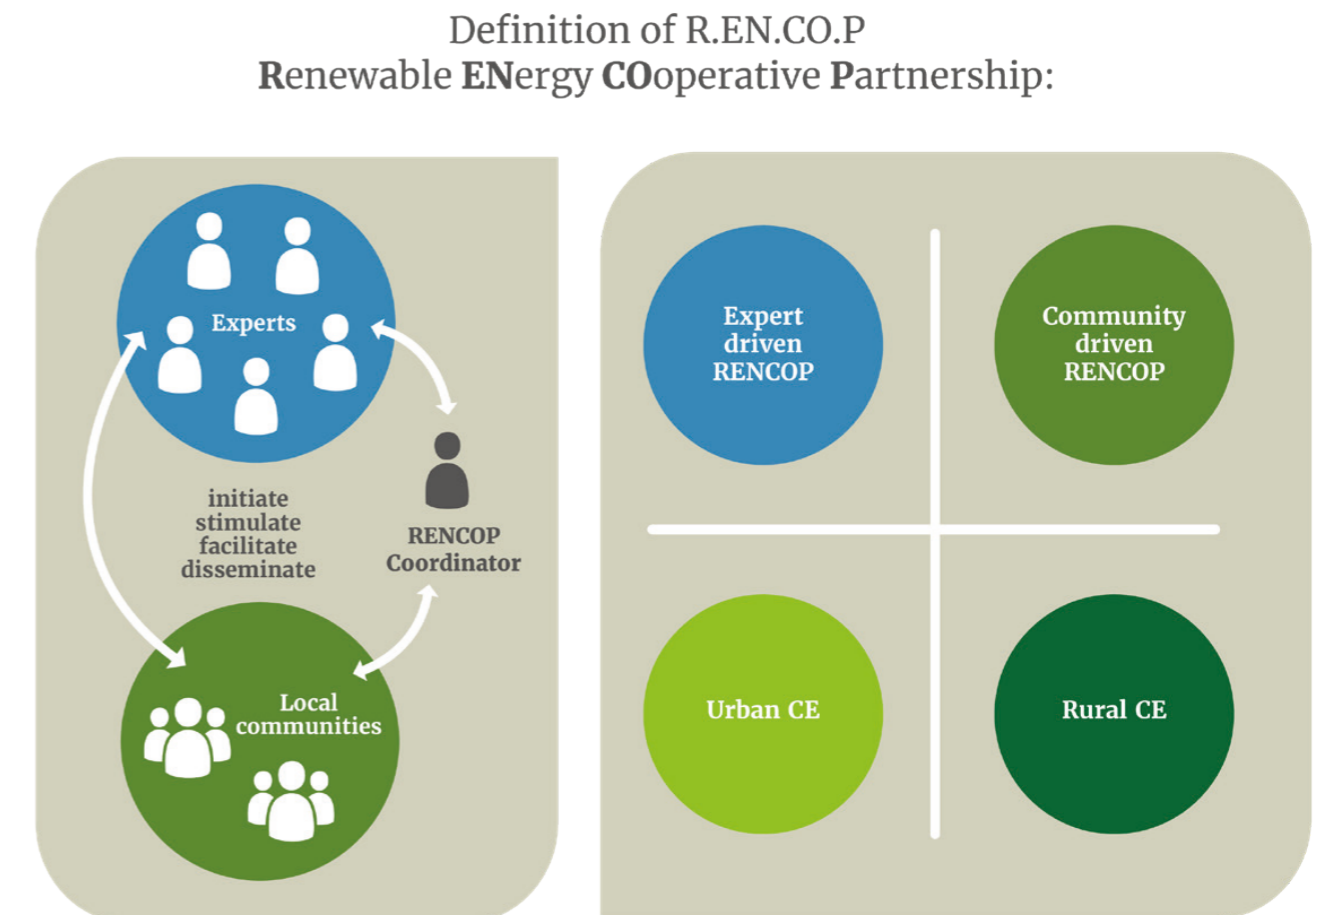 Definition of R.EN.CO.P
Renewable ENergy COoperative Partnership:
Experts
initiate
stimulate
facilitate
disseminate
RENCOP
Coordinator
Local
communities
Expert
driven
RENCOP
Community
driven
RENCOP
Urban CE
Rural CE